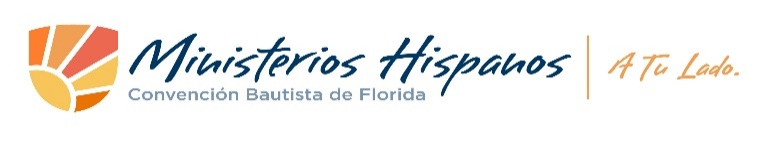 Ministerios Hispanos
Convención Bautista de Florida
A Tu Lado.